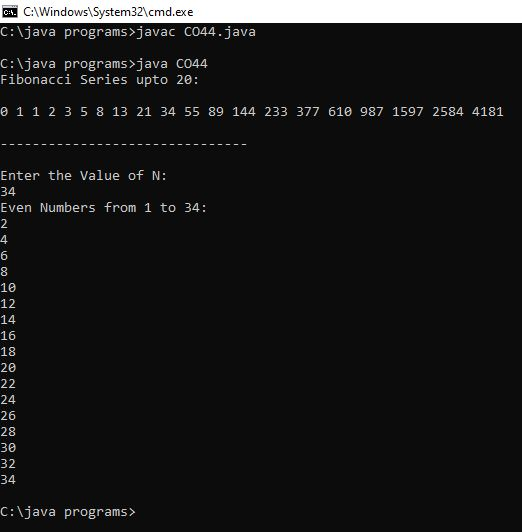 C:\Windows\System32\cmd.exe
C:\java programs>javac CO44.java
C:\java programs>java CO44
Fibonacci Series upto 20:
0 1 1 2 3 5 8 13 21 34 55 89 144 233 377 610 987 1597 2584 4181
-------------------------------
Enter the Value of N:
34
Even Numbers from 1 to 34:
2
4
6
8
10
12
14
16
18
20
22
24
26
28
30
32
34
C:\java programs>